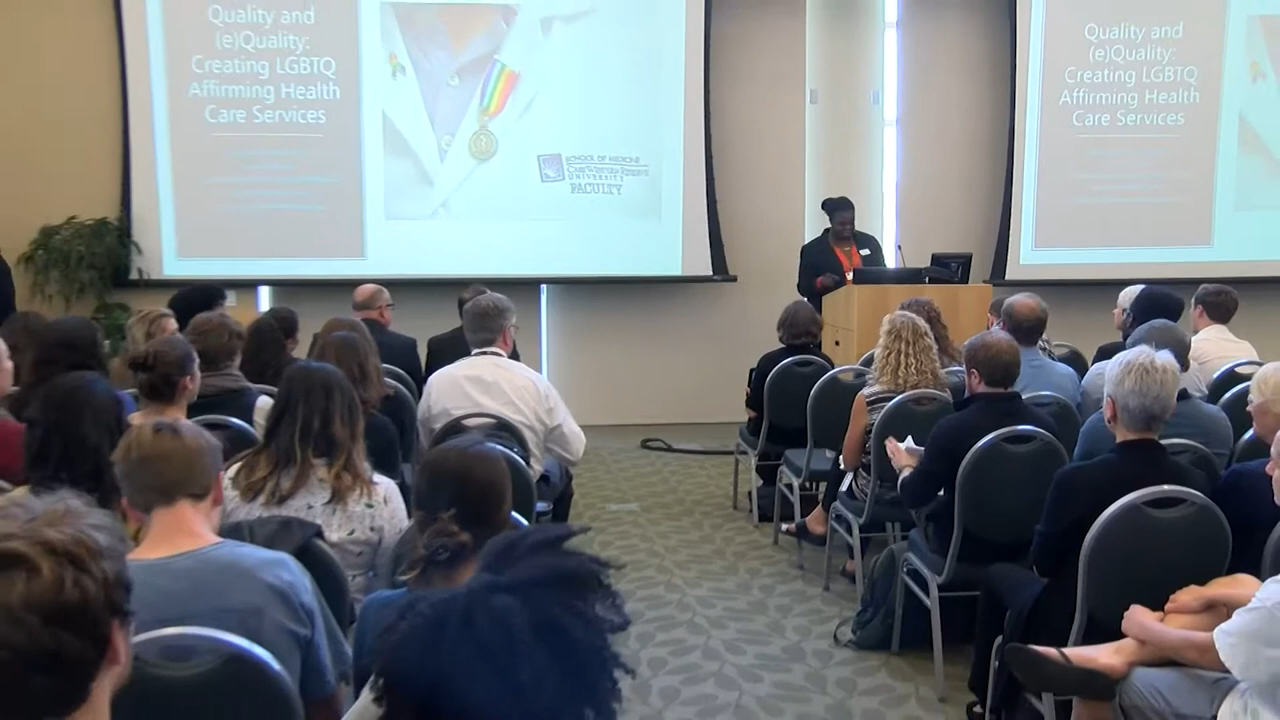 Quality and
(e)Quality:
Creating LGBTQ
Affirming Health
Care Services
SCHOOL OF MEDICINE
CASE WESTERN RESERVE
UNIVERSITY
FACULTY
Quality and
(e)Quality:
Creating LGBTQ
Affirming Health
Care Services